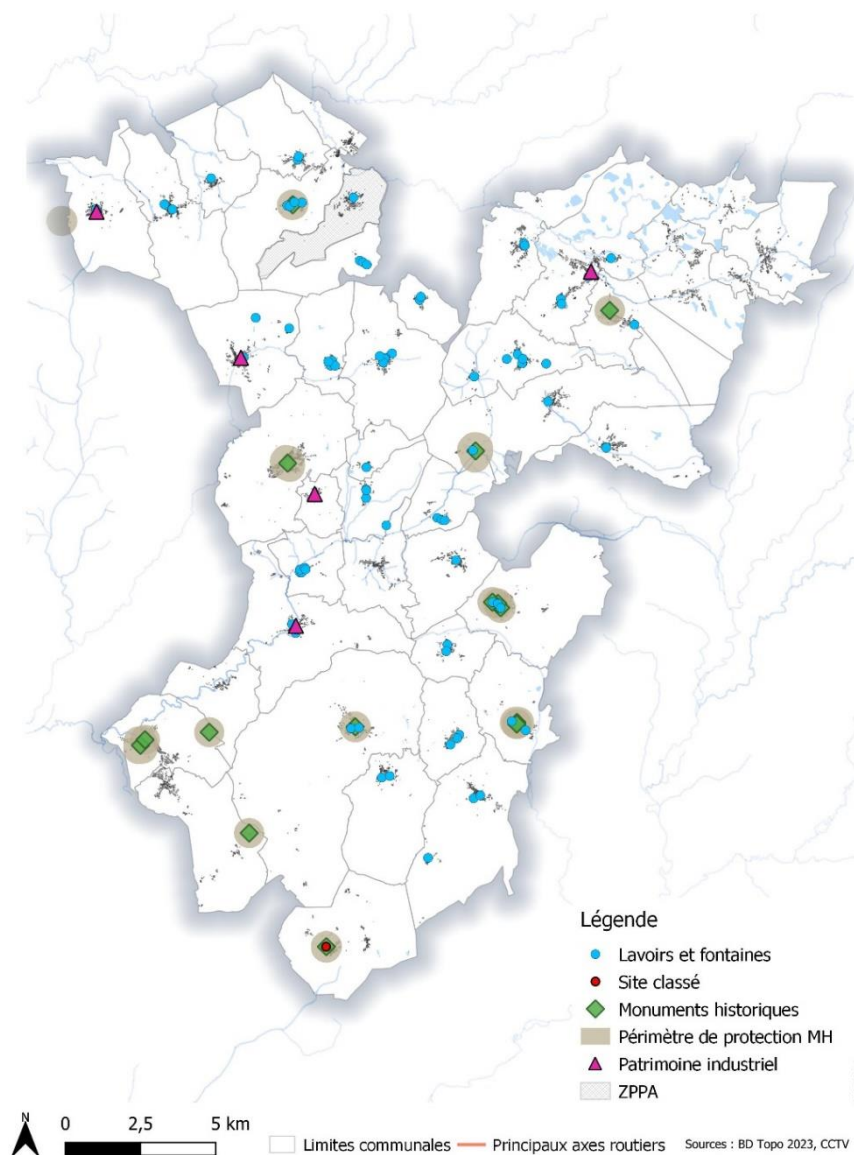 Légende
Lavoirs et fontaines
Site classé
Monuments historiques
Périmètre de protection MH
Patrimoine industriel
ZPPA
N
0 2,5 5 km
Limites communales Principaux axes routiers Sources : BD Topo 2023, CCTV